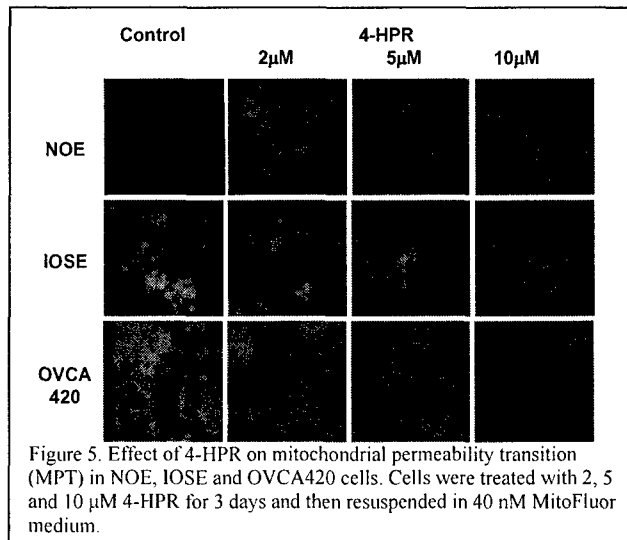 Control 4-HPR
2µM 5µM 10µM
NOE
IOSE
OVCA
420
Figure 5. Effect of 4-HPR on mitochondrial permeability transition
(MPT) in NOE, IOSE and OVCA420 cells. Cells were treated with 2, 5
and 10 µM 4-HPR for 3 days and then resuspended in 40 nM MitoFluor
medium.